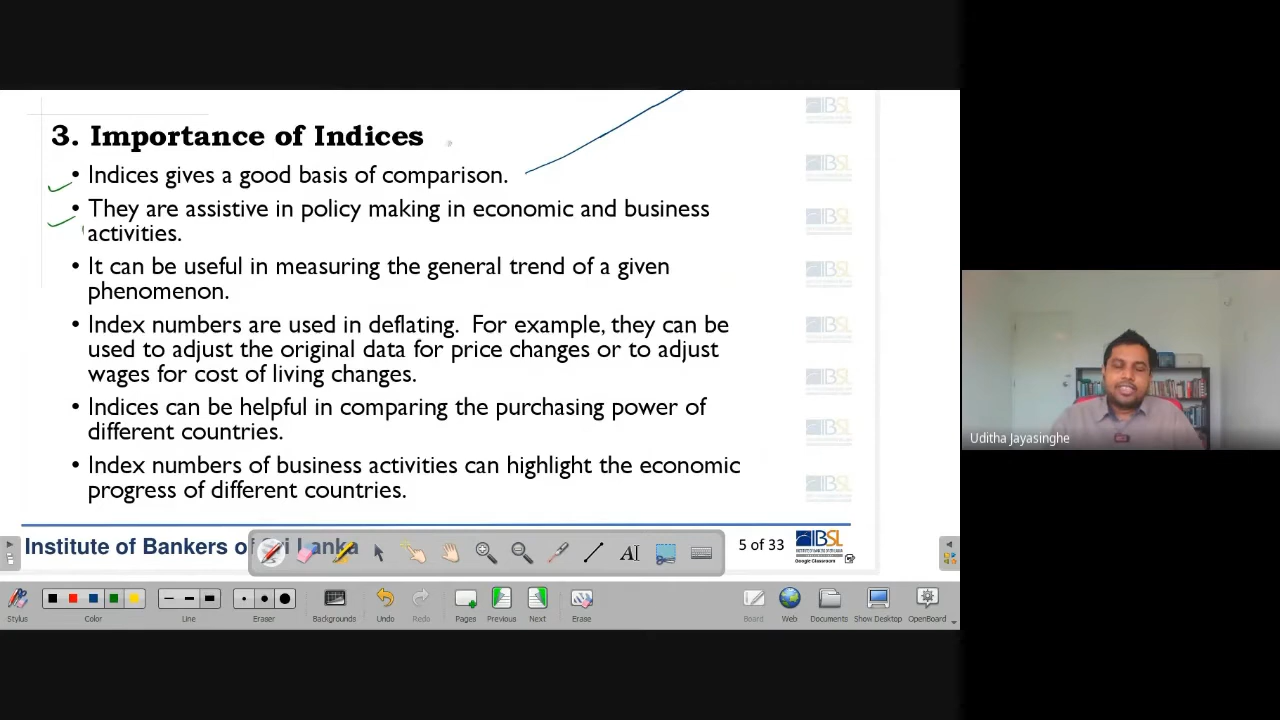 3. Importance of Indices
• Indices gives a good basis of comparison.
• They are assistive in policy making in economic and business
activities.
• It can be useful in measuring the general trend of a given
phenomenon.
• Index numbers are used in deflating. For example, they can be
used to adjust the original data for price changes or to adjust
wages for cost of living changes.
• Indices can be helpful in comparing the purchasing power of
different countries.
• Index numbers of business activities can highlight the economic
progress of different countries.
Uditha Jayasinghe
Institute of Bankers of Sri Lanka
5 of 33
IBSL
Google Classroom
Stylus
Color
Line
Eraser
Backgrounds
Undo
Redo
Pages
Previous
Next
Erase
Board
Web
Documents
Show Desktop
OpenBoard